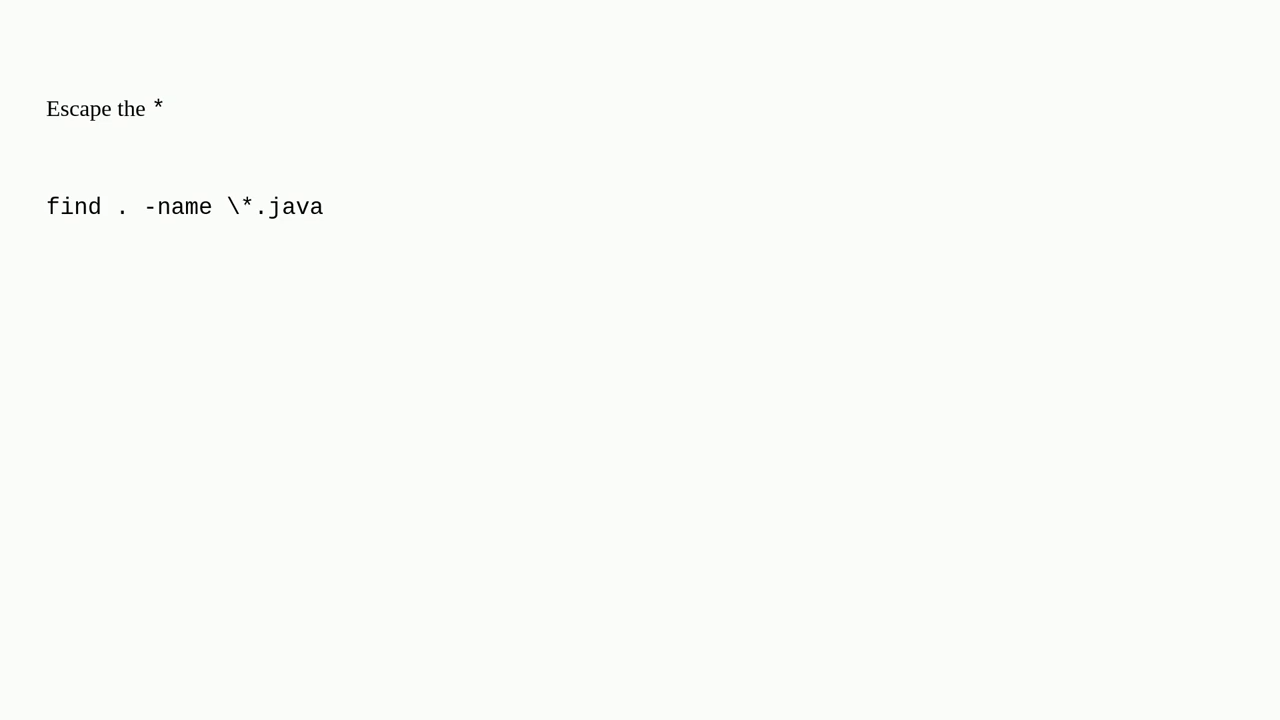 Escape the *
find . -name \*.java